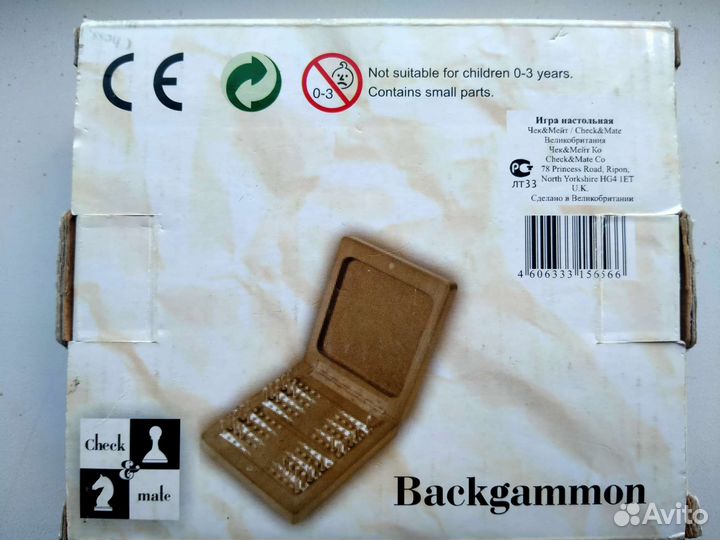 CE
0-3
Not suitable for children 0-3 years.
Contains small parts.
Игра настольная
Чек&Мейт / Check&Mate
Великобритания
Чек&Мейт Ко
Check&Mate Co
78 Princess Road, Ripon,
North Yorkshire HG4 1ET
U.K.
Сделано в Великобритании
РСТ
ЛТ33
4 606333 156566
Check
&
mate
Backgammon
Avito